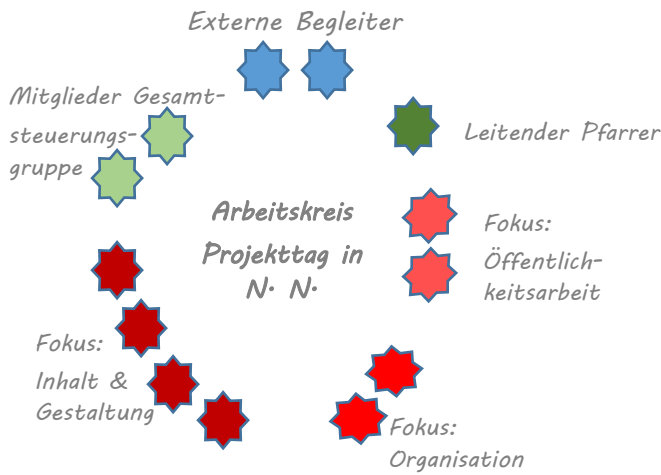 Externe Begleiter
Mitglieder Gesamt-
steuerungs-
gruppe
Leitender Pfarrer
Arbeitskreis
Projekttag in
N. N.
Fokus:
Öffentlich-
keitsarbeit
Fokus:
Inhalt &
Gestaltung
Fokus:
Organisation